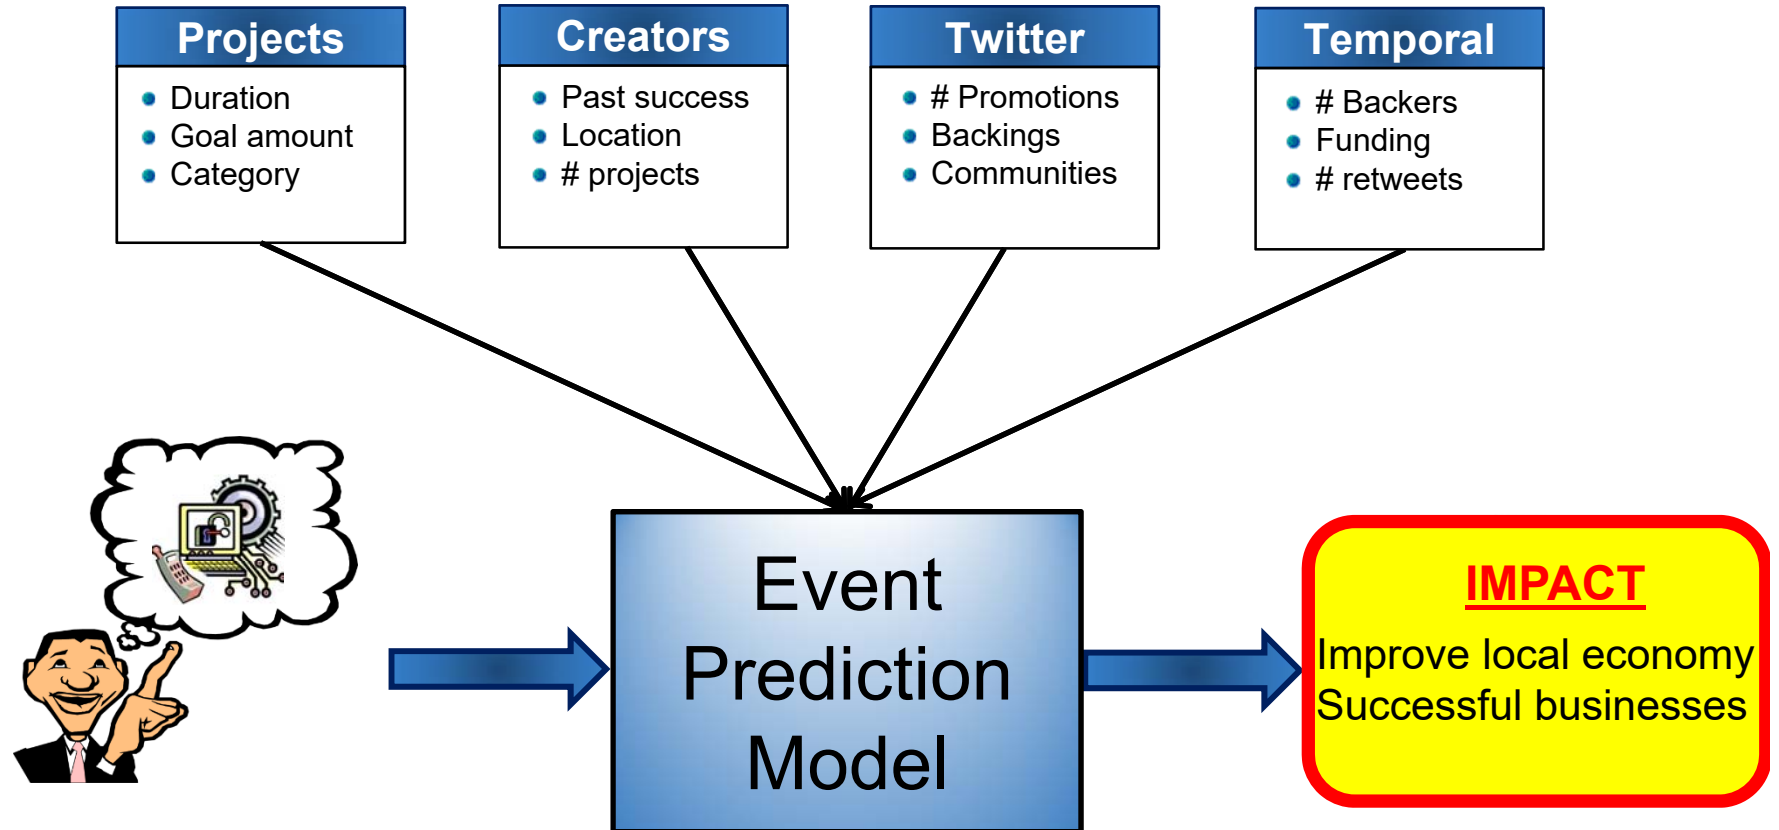 Projects
Duration
Goal amount
Category
Creators
Past success
Location
# projects
Twitter
# Promotions
Backings
Communities
Temporal
# Backers
Funding
# retweets
Event
Prediction
Model
IMPACT
Improve local economy
Successful businesses